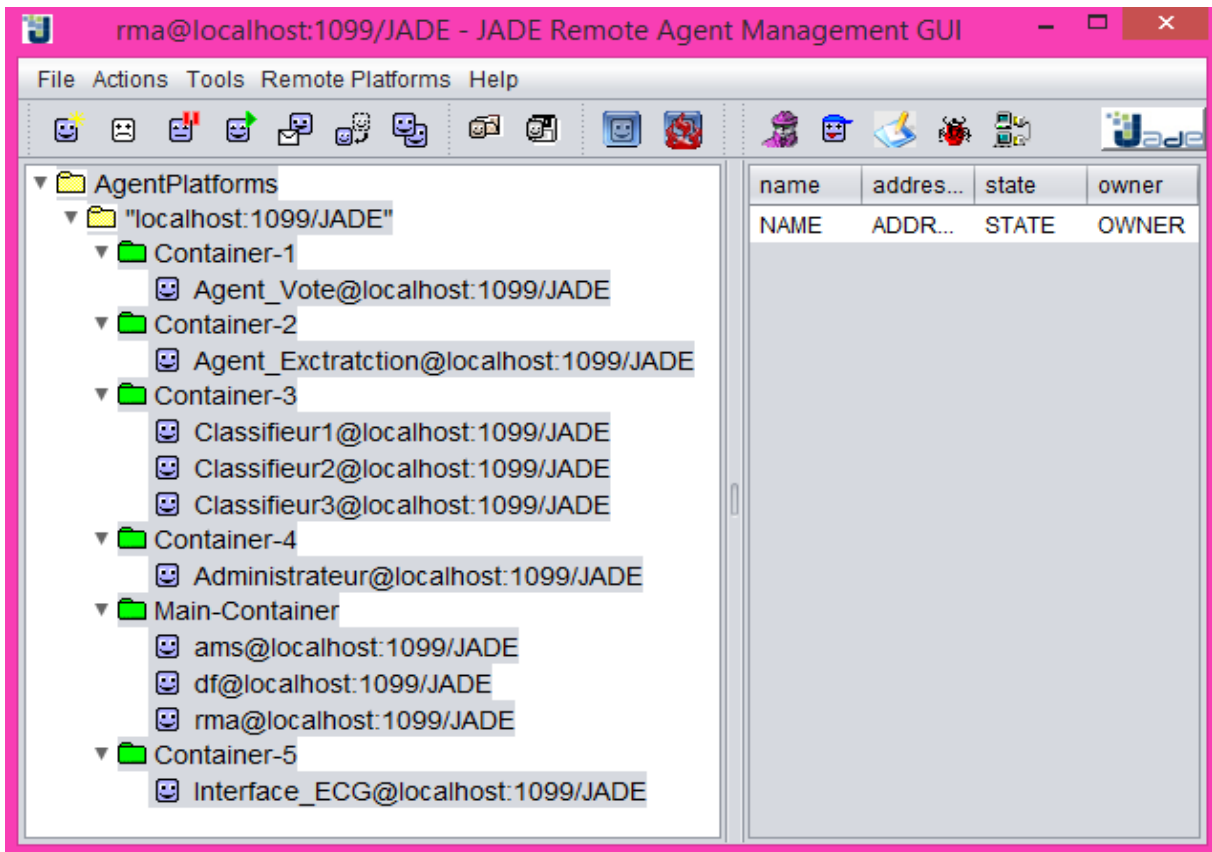 rma@localhost:1099/JADE - JADE Remote Agent Management GUI
File Actions Tools Remote Platforms Help
Jade
AgentPlatforms
"localhost:1099/JADE"
Container-1
Agent_Vote@localhost:1099/JADE
Container-2
Agent_Exctratction@localhost:1099/JADE
Container-3
Classifieur1@localhost:1099/JADE
Classifieur2@localhost:1099/JADE
Classifieur3@localhost:1099/JADE
Container-4
Administrateur@localhost:1099/JADE
Main-Container
ams@localhost:1099/JADE
df@localhost:1099/JADE
rma@localhost:1099/JADE
Container-5
Interface_ECG@localhost:1099/JADE
name addres... state owner
NAME ADDR... STATE OWNER